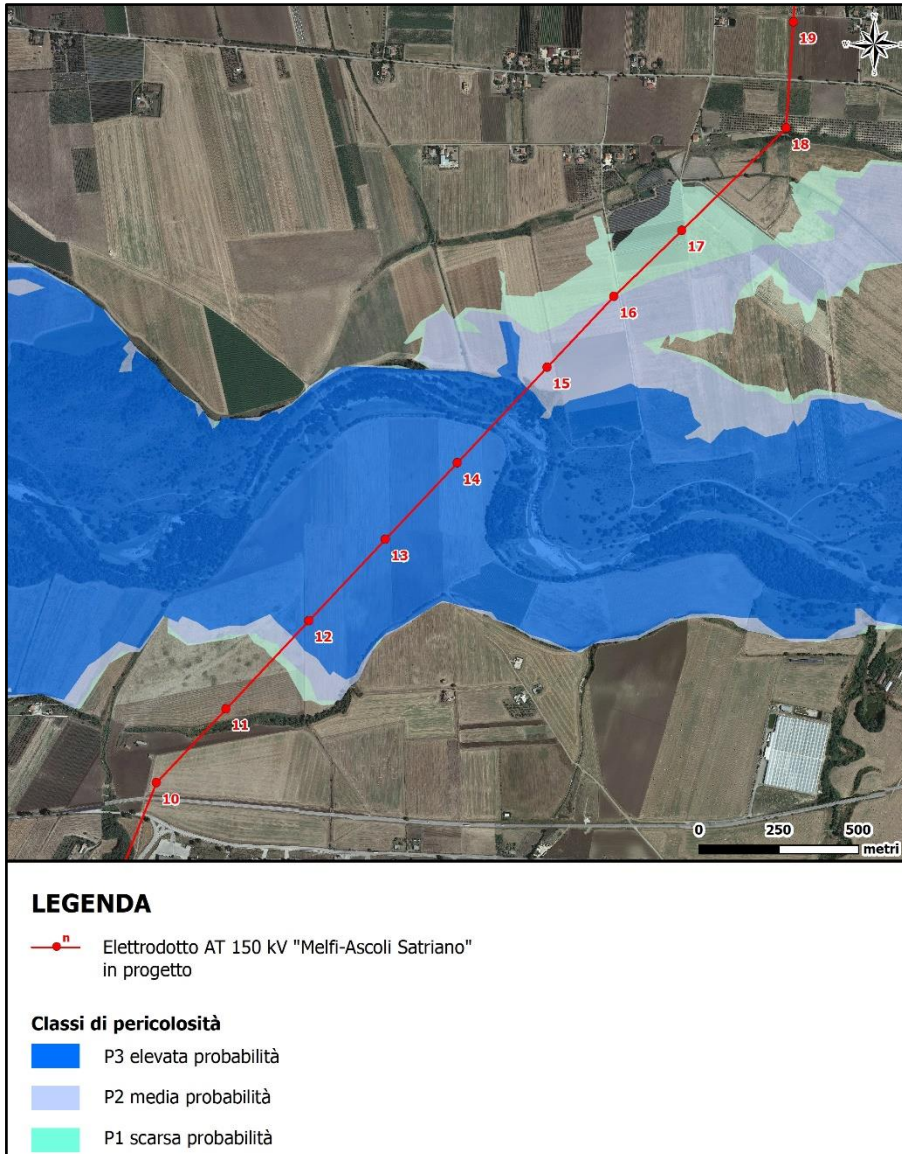 19
18
17
16
15
14
13
12
11
10
0 250 500
metri
LEGENDA
n
Elettrodotto AT 150 kV "Melfi-Ascoli Satriano"
in progetto
Classi di pericolosità
P3 elevata probabilità
P2 media probabilità
P1 scarsa probabilità